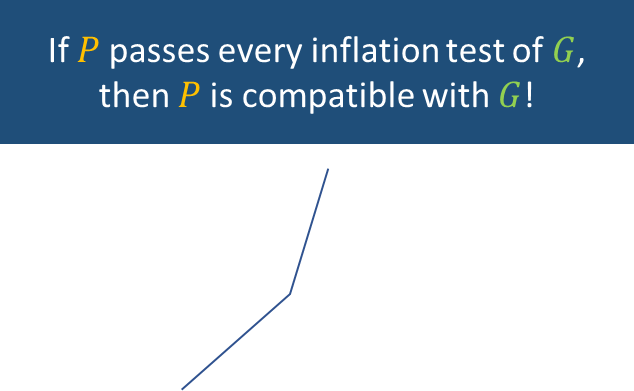 If P passes every inflation test of G,
then P is compatible with G!